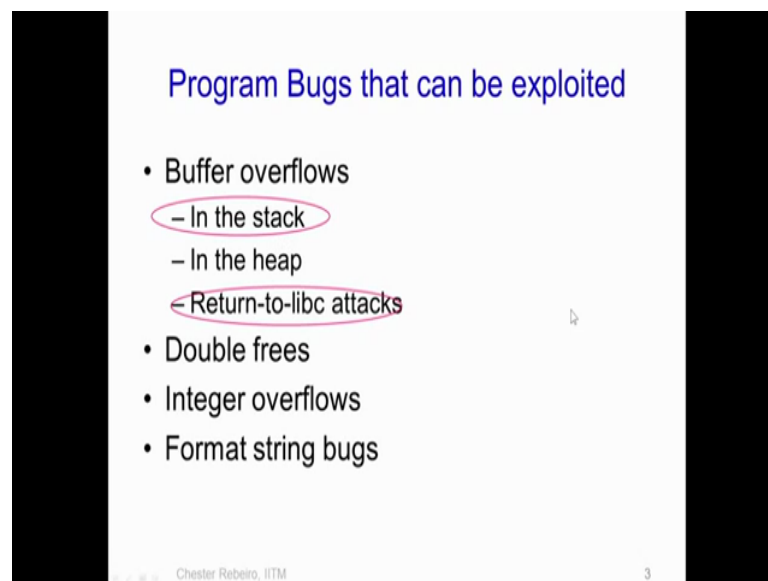 Program Bugs that can be exploited
• Buffer overflows
– In the stack
– In the heap
– Return-to-libc attacks
• Double frees
• Integer overflows
• Format string bugs
Chester Rebeiro, IITM 3